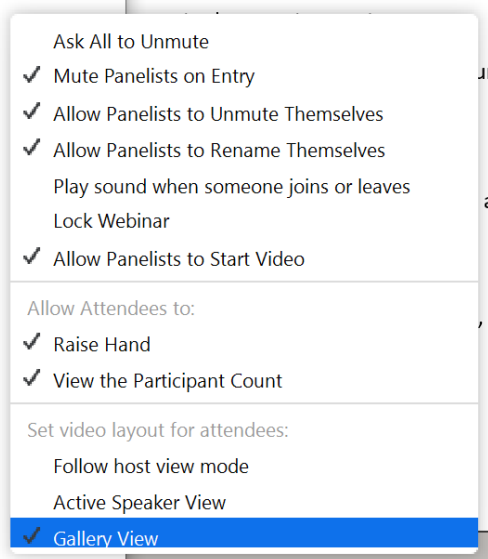 Ask All to Unmute
Mute Panelists on Entry
Allow Panelists to Unmute Themselves
Allow Panelists to Rename Themselves
Play sound when someone joins or leaves
Lock Webinar
Allow Panelists to Start Video
Allow Attendees to:
Raise Hand
View the Participant Count
Set video layout for attendees:
Follow host view mode
Active Speaker View
Gallery View